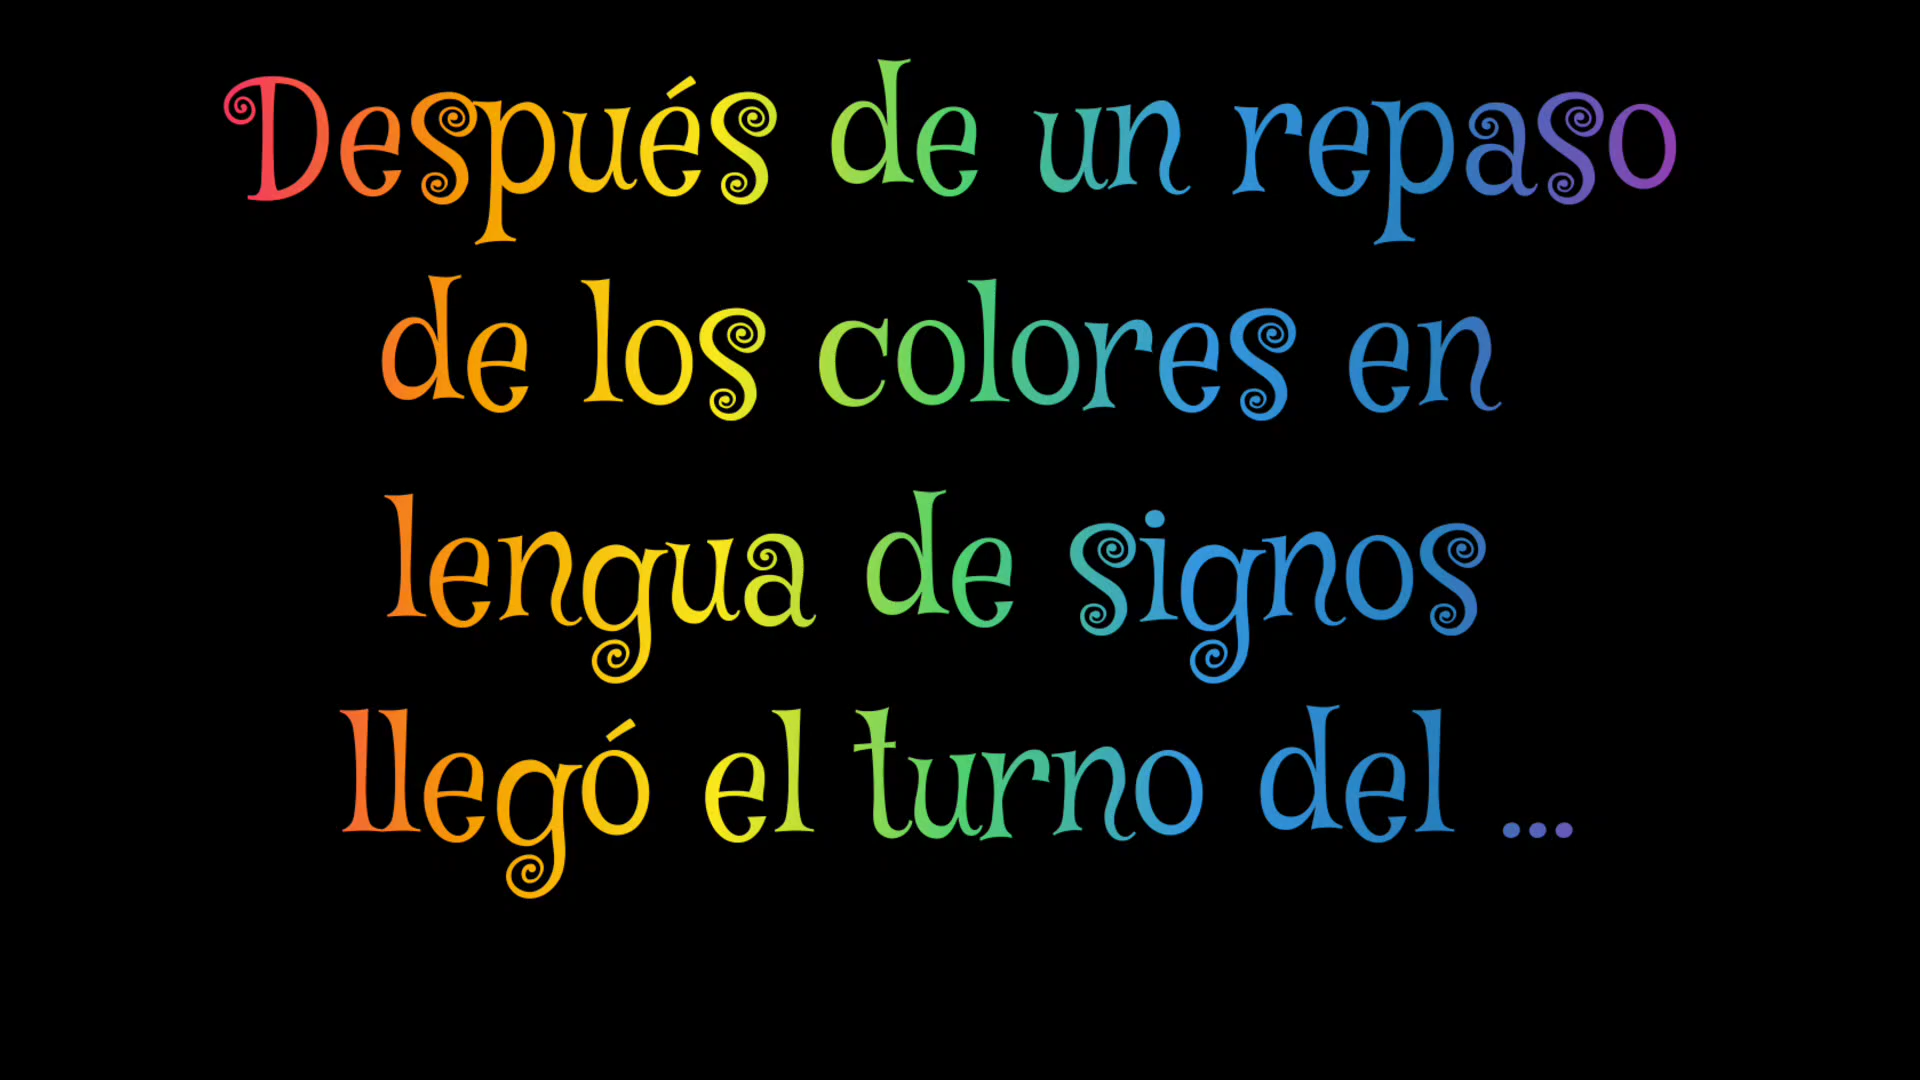 Después de un repaso
de los colores en
lengua de signos
llegó el turno del ...